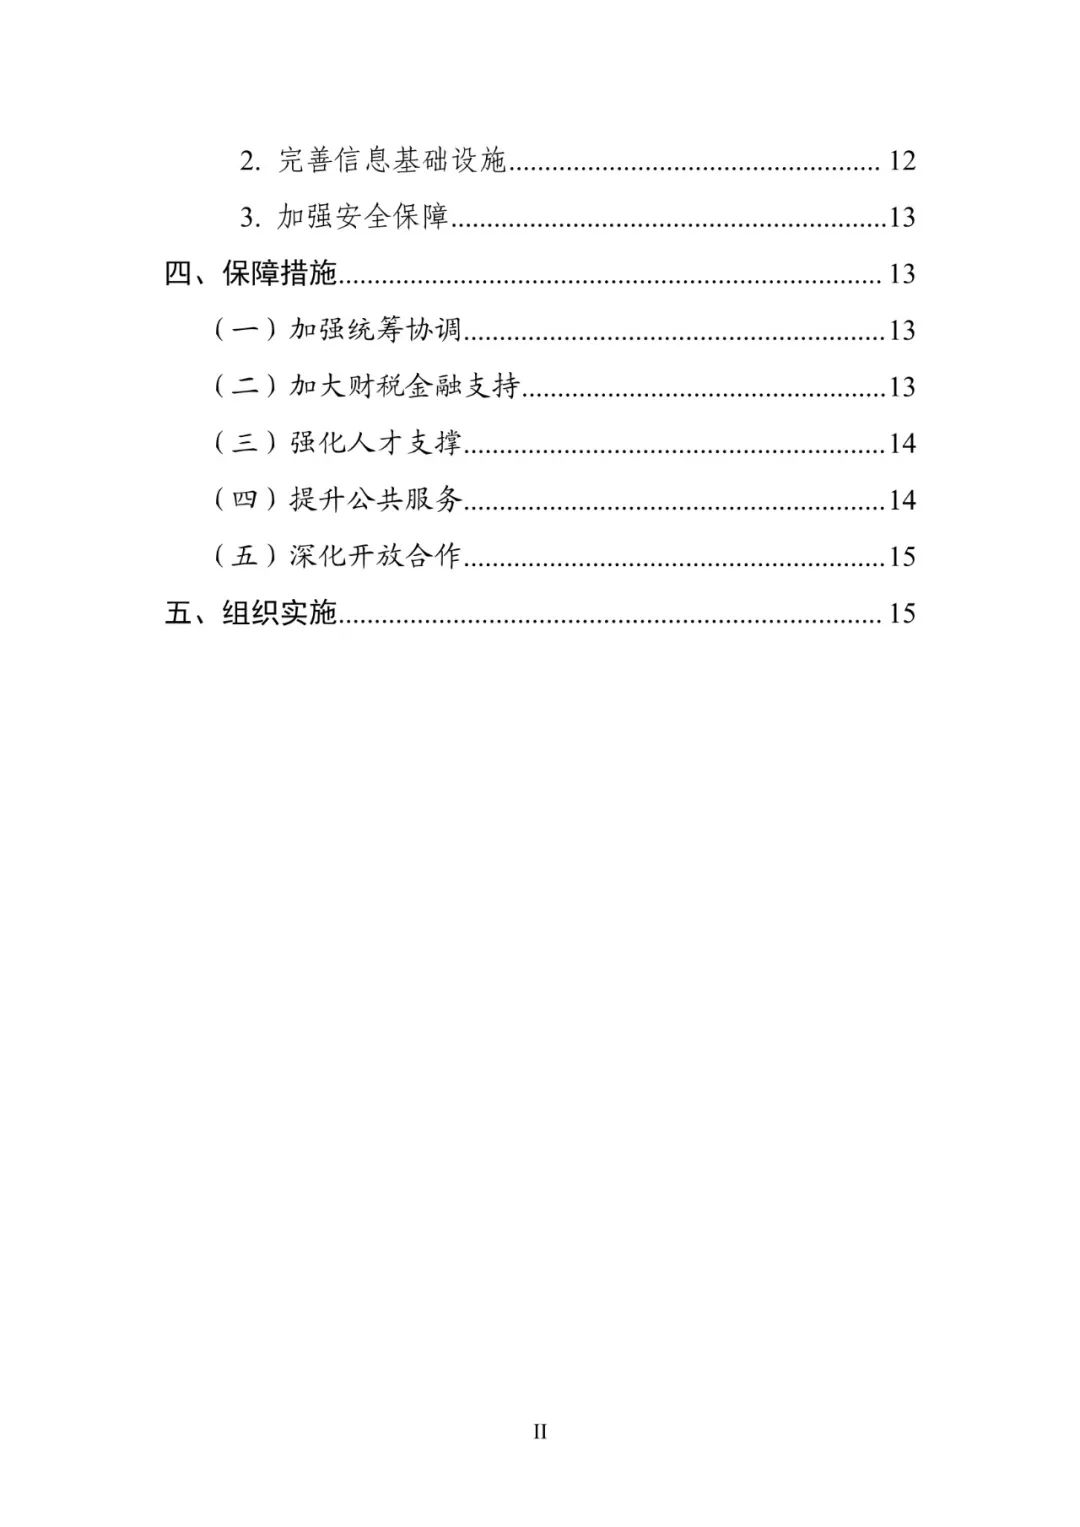 2. 完善信息基础设施.................................................... 12
3. 加强安全保障.............................................................13
四、保障措施............................................................................ 13
（一）加强统筹协调...........................................................13
（二）加大财税金融支持...................................................13
（三）强化人才支撑...........................................................14
（四）提升公共服务...........................................................14
（五）深化开放合作...........................................................15
五、组织实施............................................................................ 15
II